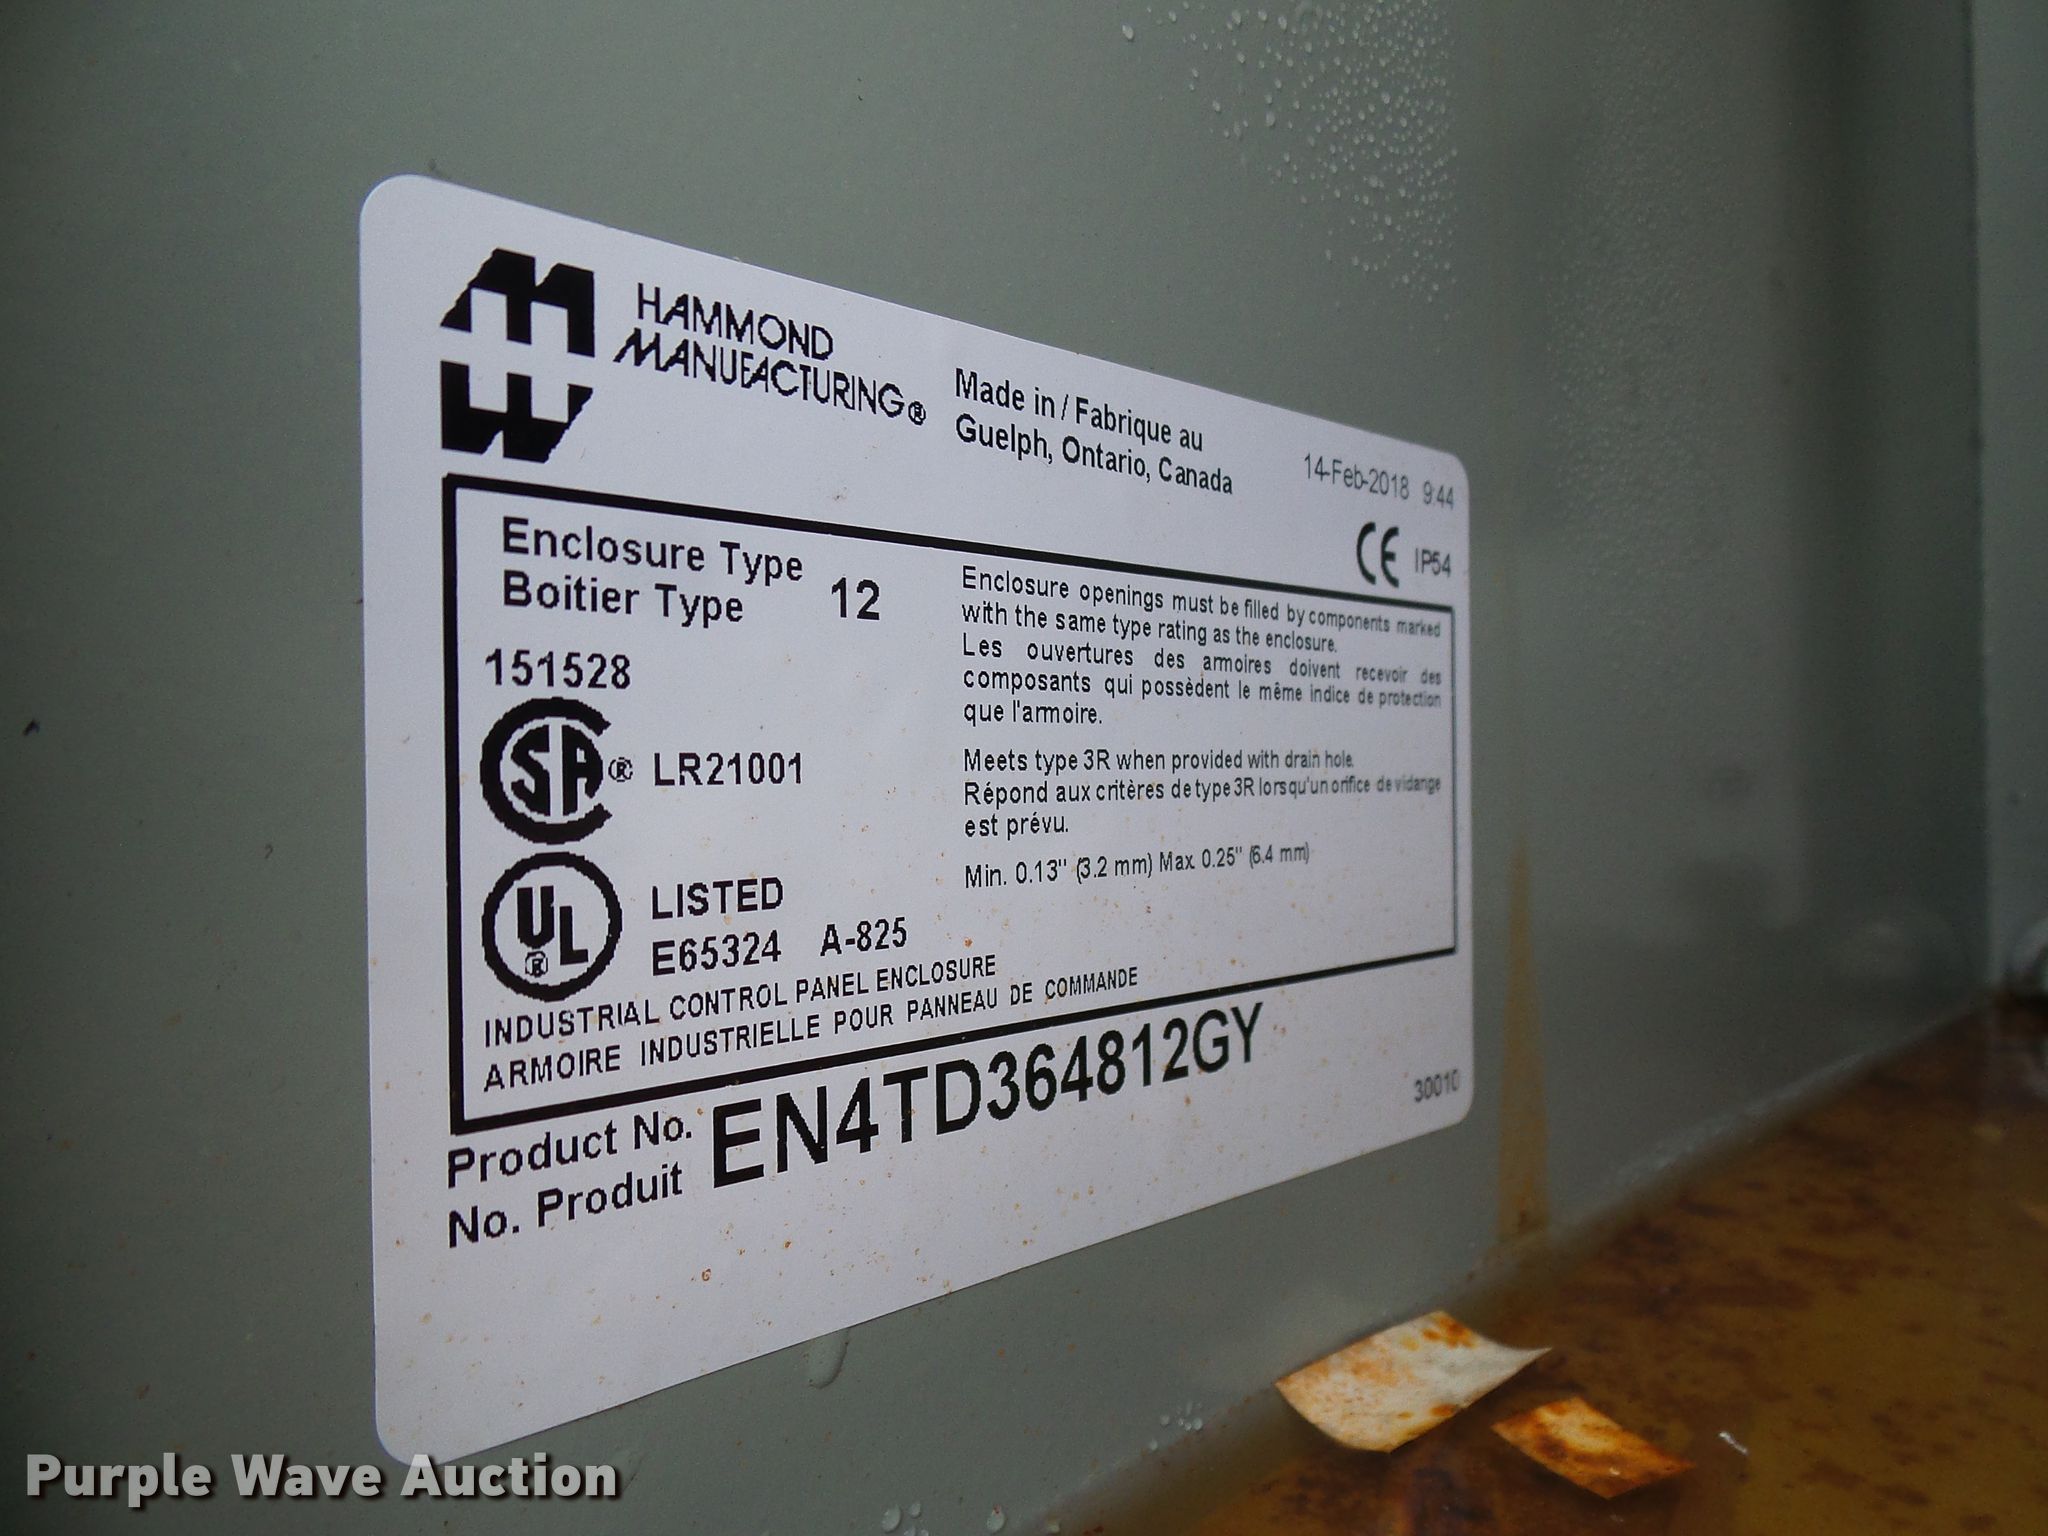 HAMMOND
MANUFACTURING®
Made in / Fabrique au
Guelph, Ontario, Canada
14-Feb-2018 9:44
CE IP54
Enclosure Type
Boitier Type
12
151528
CSA® LR21001
UL® LISTED
E65324 A-825
INDUSTRIAL CONTROL PANEL ENCLOSURE
ARMOIRE INDUSTRIELLE POUR PANNEAU DE COMMANDE
Enclosure openings must be filled by components marked
with the same type rating as the enclosure.
Les ouvertures des armoires doivent recevoir des
composants qui possèdent le même indice de protection
que l'armoire.
Meets type 3R when provided with drain hole.
Répond aux critères de type 3R lorsqu'un orifice de vidange
est prévu.
Min. 0.13" (3.2 mm) Max. 0.25" (6.4 mm)
Product No.
No. Produit
EN4TD364812GY
30010
Purple Wave Auction